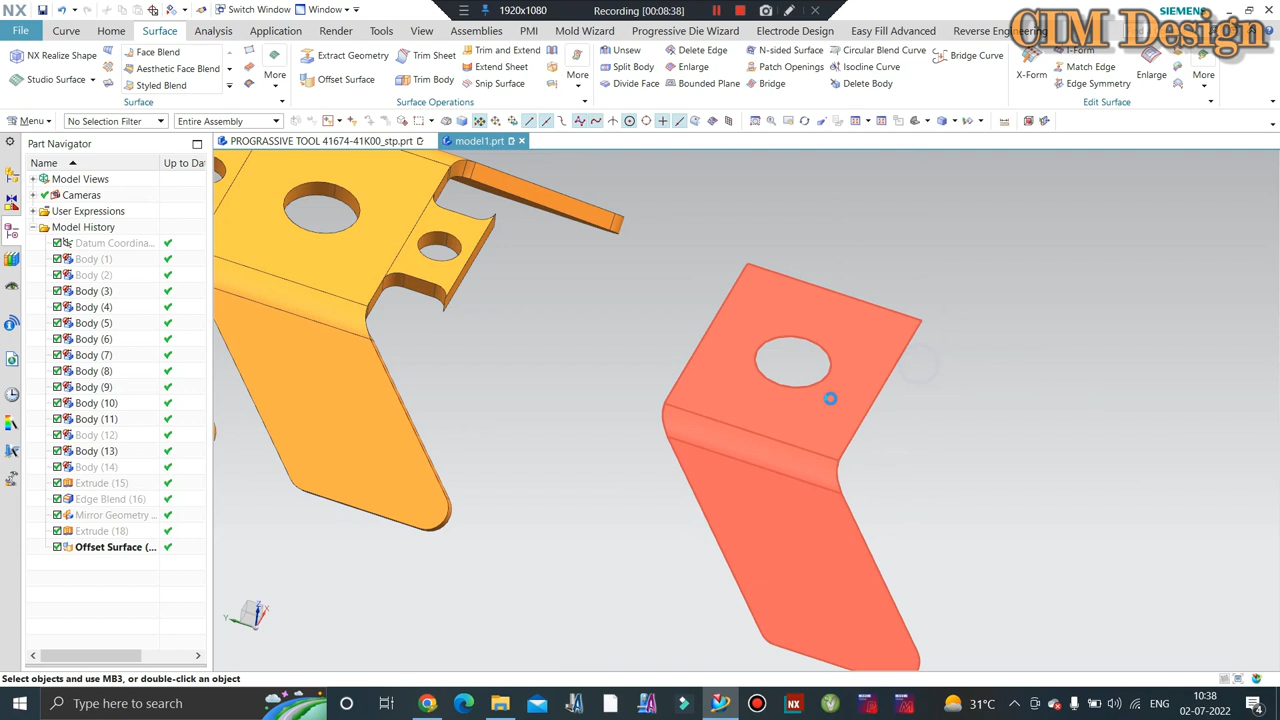 NX
Switch Window
Window
1920x1080
Recording [00:08:38]
SIEMENS
CIM Design
File
Curve
Home
Surface
Analysis
Application
Render
Tools
View
Assemblies
PMI
Mold Wizard
Progressive Die Wizard
Electrode Design
Easy Fill Advanced
Reverse Engineering
NX Realize Shape
Studio Surface
Face Blend
Aesthetic Face Blend
Styled Blend
More
Surface
Extract Geometry
Offset Surface
Trim Sheet
Trim Body
Trim and Extend
Extend Sheet
Snip Surface
More
Surface Operations
Unsew
Split Body
Divide Face
Delete Edge
Enlarge
Bounded Plane
N-sided Surface
Patch Openings
Bridge
Circular Blend Curve
Isocline Curve
Delete Body
Bridge Curve
X-Form
I-Form
Match Edge
Edge Symmetry
Enlarge
More
Edit Surface
Menu
No Selection Filter
Entire Assembly
Part Navigator
PROGRASSIVE TOOL 41674-41K00_stp.prt
model1.prt
Name
Up to Da
Model Views
Cameras
User Expressions
Model History
Datum Coordina...
Body (1)
Body (2)
Body (3)
Body (4)
Body (5)
Body (6)
Body (7)
Body (8)
Body (9)
Body (10)
Body (11)
Body (12)
Body (13)
Body (14)
Extrude (15)
Edge Blend (16)
Mirror Geometry ...
Extrude (18)
Offset Surface (...
Z
X
Y
Select objects and use MB3, or double-click an object
Type here to search
NX
31°C
ENG
10:38
02-07-2022